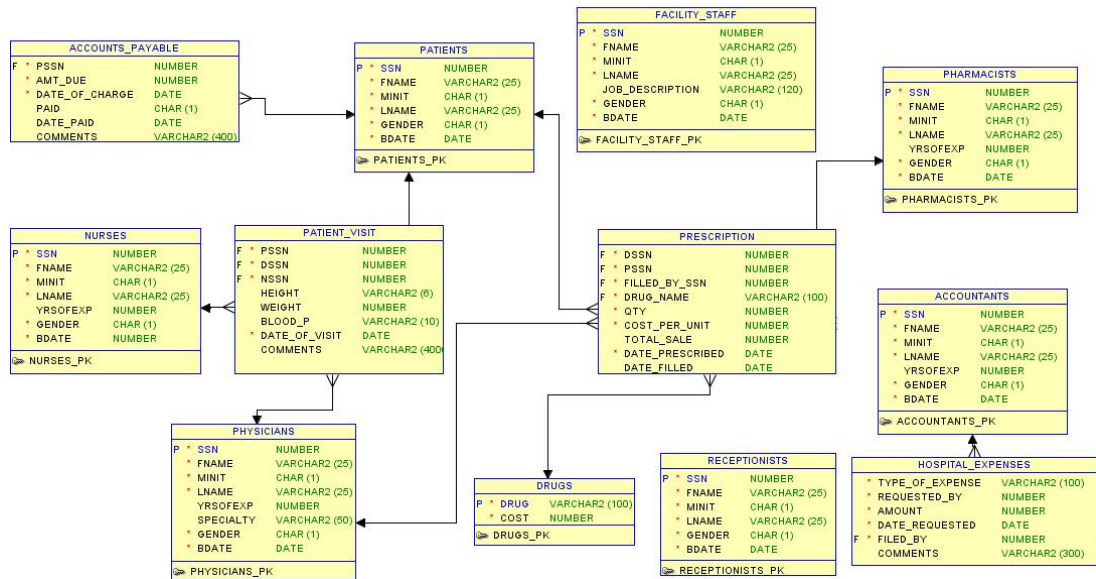 ACCOUNTS_PAYABLE
F * PSSN NUMBER
* AMT_DUE NUMBER
* DATE_OF_CHARGE DATE
PAID CHAR (1)
DATE_PAID DATE
COMMENTS VARCHAR2 (400)
PATIENTS
P * SSN NUMBER
* FNAME VARCHAR2 (25)
* MINIT CHAR (1)
* LNAME VARCHAR2 (25)
* GENDER CHAR (1)
* BDATE DATE
PATIENTS_PK
FACILITY_STAFF
P * SSN NUMBER
* FNAME VARCHAR2 (25)
* MINIT CHAR (1)
* LNAME VARCHAR2 (25)
JOB_DESCRIPTION VARCHAR2 (120)
* GENDER CHAR (1)
* BDATE DATE
FACILITY_STAFF_PK
PHARMACISTS
P * SSN NUMBER
* FNAME VARCHAR2 (25)
* MINIT CHAR (1)
* LNAME VARCHAR2 (25)
YRSOFEXP NUMBER
* GENDER CHAR (1)
* BDATE DATE
PHARMACISTS_PK
NURSES
P * SSN NUMBER
* FNAME VARCHAR2 (25)
* MINIT CHAR (1)
* LNAME VARCHAR2 (25)
YRSOFEXP NUMBER
* GENDER CHAR (1)
* BDATE NUMBER
NURSES_PK
PATIENT_VISIT
F * PSSN NUMBER
F * DSSN NUMBER
F * NSSN NUMBER
HEIGHT VARCHAR2 (6)
WEIGHT NUMBER
BLOOD_P VARCHAR2 (10)
* DATE_OF_VISIT DATE
COMMENTS VARCHAR2 (4000
PRESCRIPTION
F * DSSN NUMBER
F * PSSN NUMBER
F * FILLED_BY_SSN NUMBER
F * DRUG_NAME VARCHAR2 (100)
* QTY NUMBER
* COST_PER_UNIT NUMBER
TOTAL_SALE NUMBER
* DATE_PRESCRIBED DATE
DATE_FILLED DATE
ACCOUNTANTS
P * SSN NUMBER
* FNAME VARCHAR2 (25)
* MINIT CHAR (1)
* LNAME VARCHAR2 (25)
YRSOFEXP NUMBER
* GENDER CHAR (1)
* BDATE DATE
ACCOUNTANTS_PK
PHYSICIANS
P * SSN NUMBER
* FNAME VARCHAR2 (25)
* MINIT CHAR (1)
* LNAME VARCHAR2 (25)
YRSOFEXP NUMBER
SPECIALTY VARCHAR2 (50)
* GENDER CHAR (1)
* BDATE DATE
PHYSICIANS_PK
DRUGS
P * DRUG VARCHAR2 (100)
* COST NUMBER
DRUGS_PK
RECEPTIONISTS
P * SSN NUMBER
* FNAME VARCHAR2 (25)
* MINIT CHAR (1)
* LNAME VARCHAR2 (25)
* GENDER CHAR (1)
* BDATE DATE
RECEPTIONISTS_PK
HOSPITAL_EXPENSES
* TYPE_OF_EXPENSE VARCHAR2 (100)
* REQUESTED_BY NUMBER
* AMOUNT NUMBER
* DATE_REQUESTED DATE
F * FILED_BY NUMBER
COMMENTS VARCHAR2 (300)